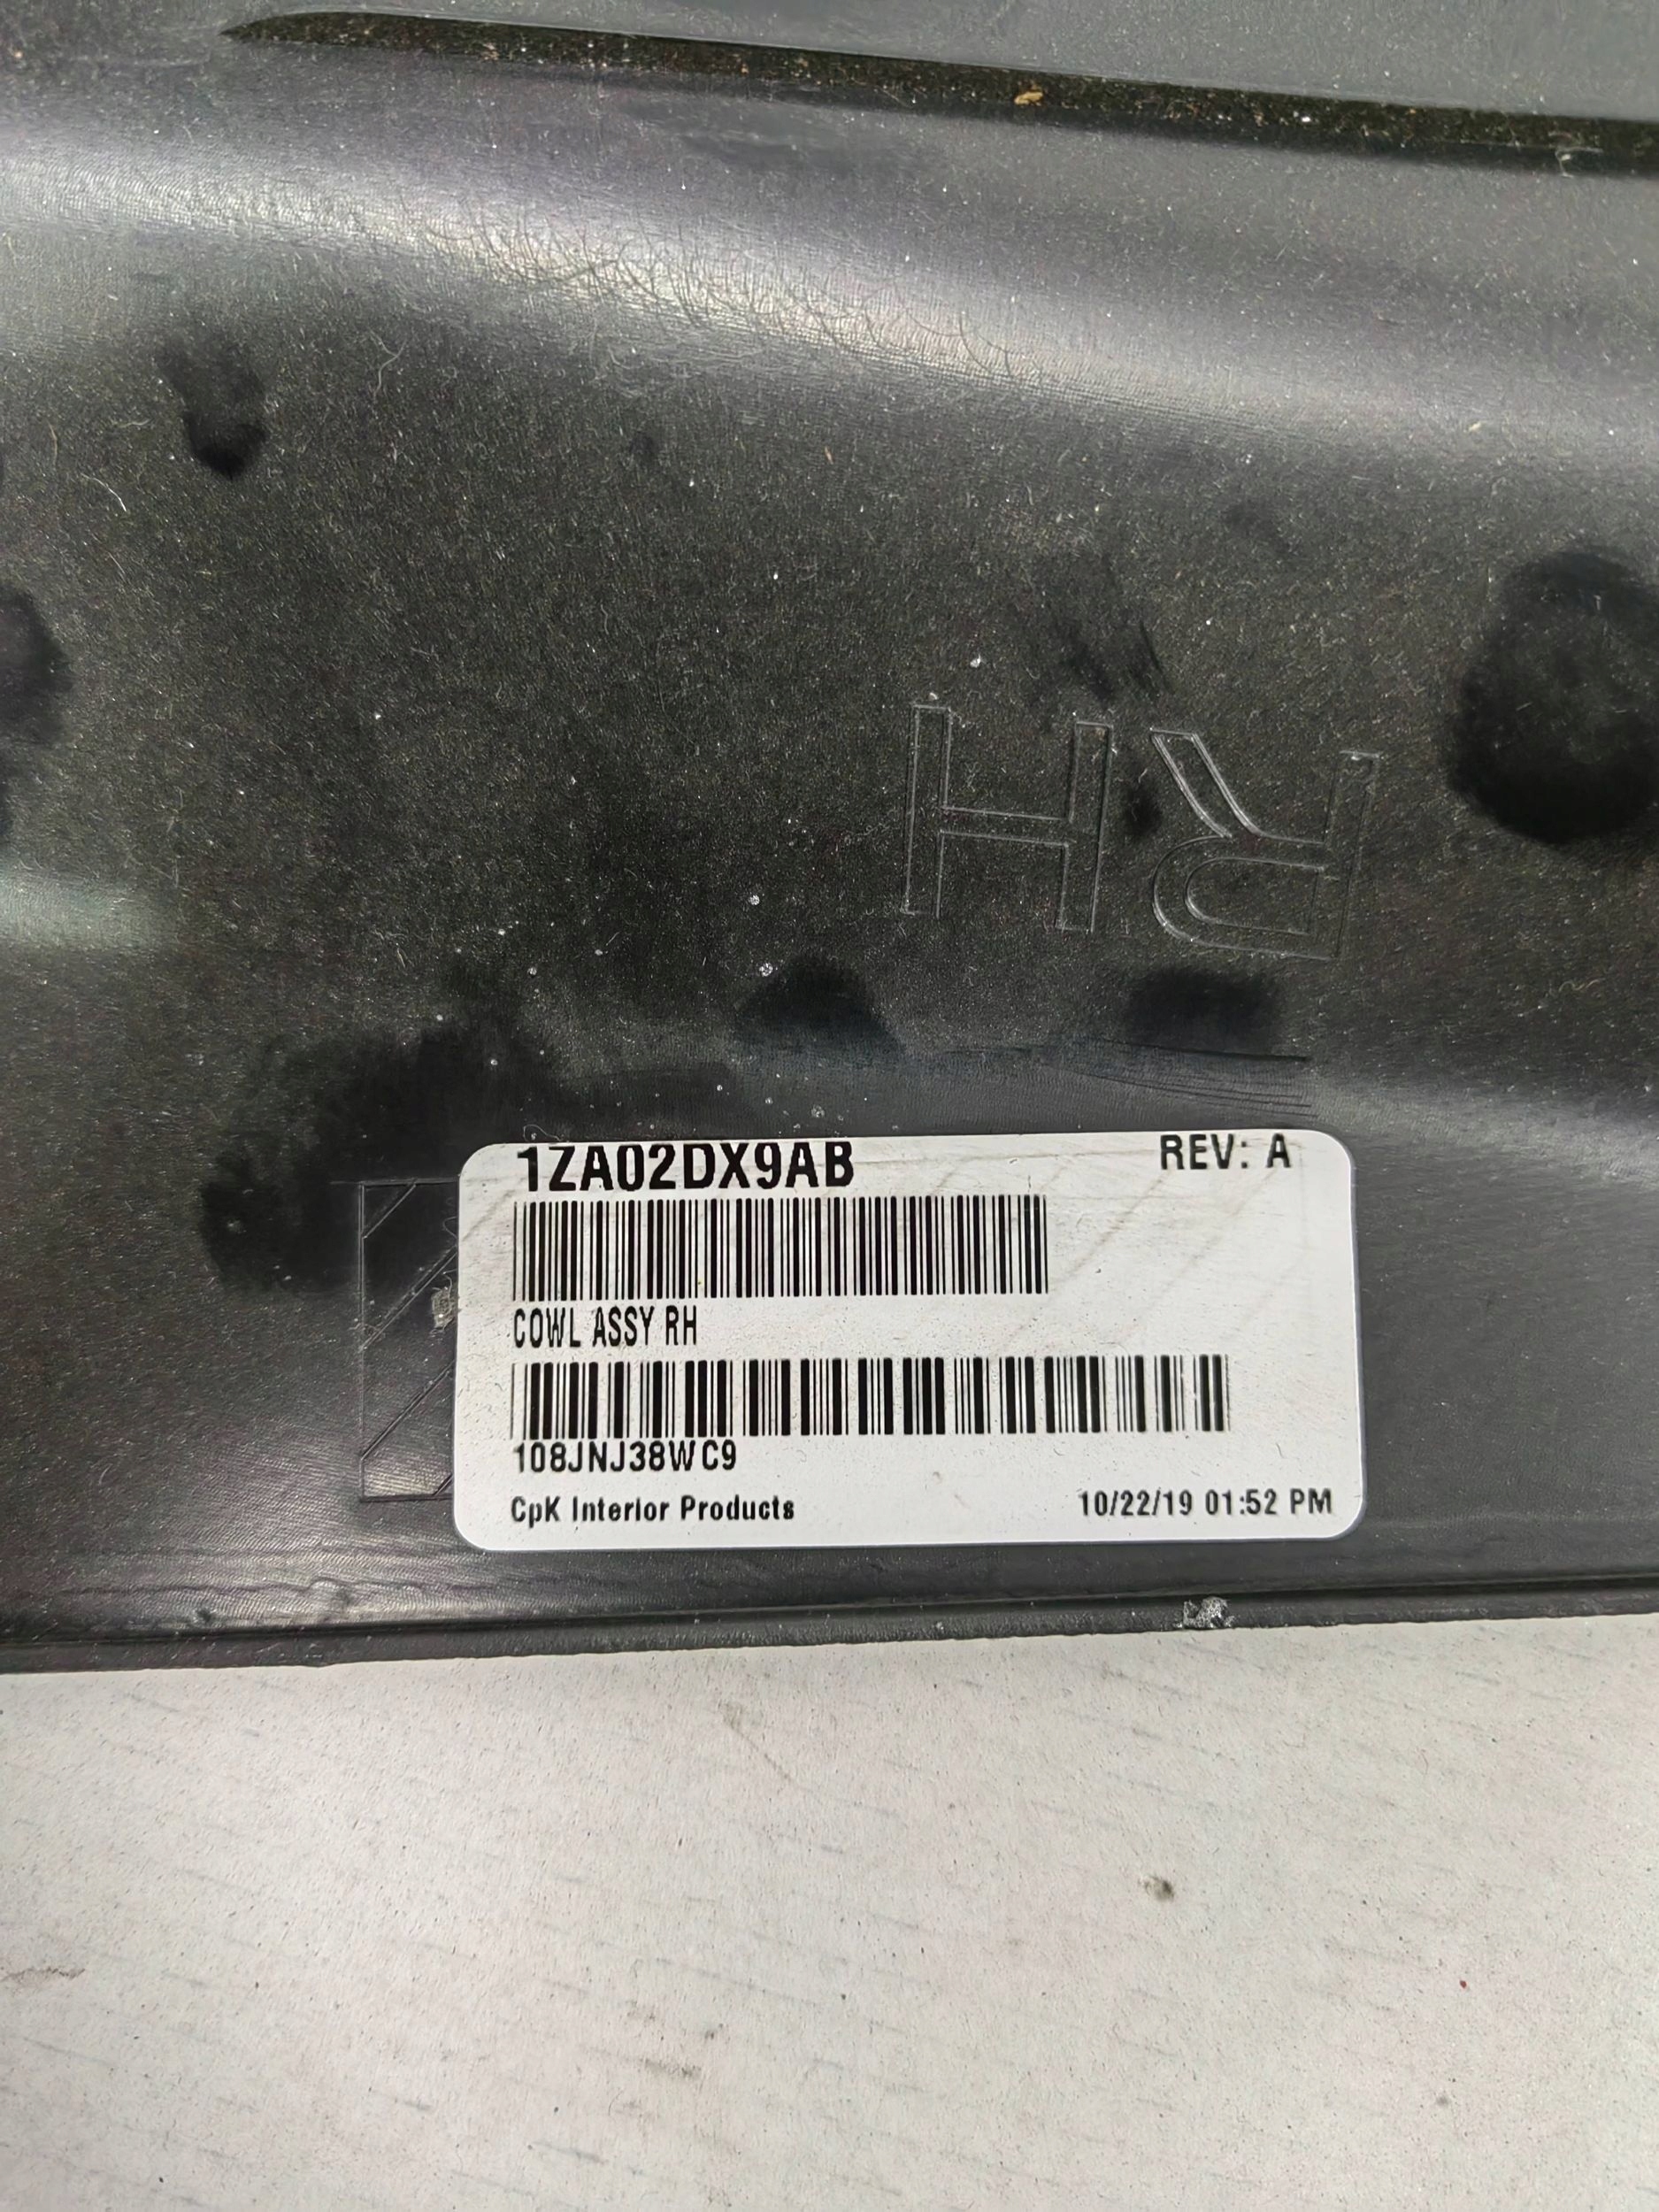 RH
1ZA02DX9AB REV: A
COWL ASSY RH
108JNJ38WC9
CpK Interior Products 10/22/19 01:52 PM